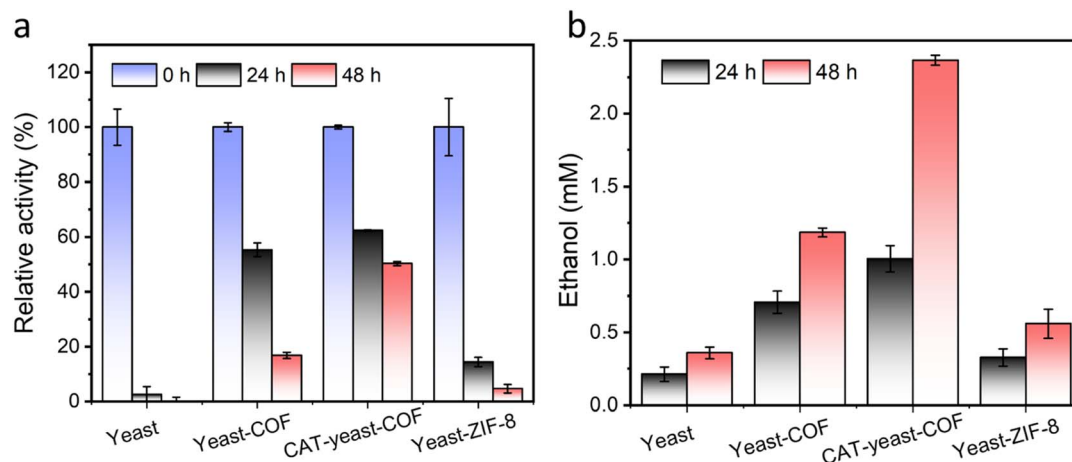 a
Relative activity (%)
120
100
80
60
40
20
0
0 h 24 h 48 h
Yeast
Yeast-COF
CAT-yeast-COF
Yeast-ZIF-8
b
Ethanol (mM)
2.5
2.0
1.5
1.0
0.5
0.0
24 h 48 h
Yeast
Yeast-COF
CAT-yeast-COF
Yeast-ZIF-8